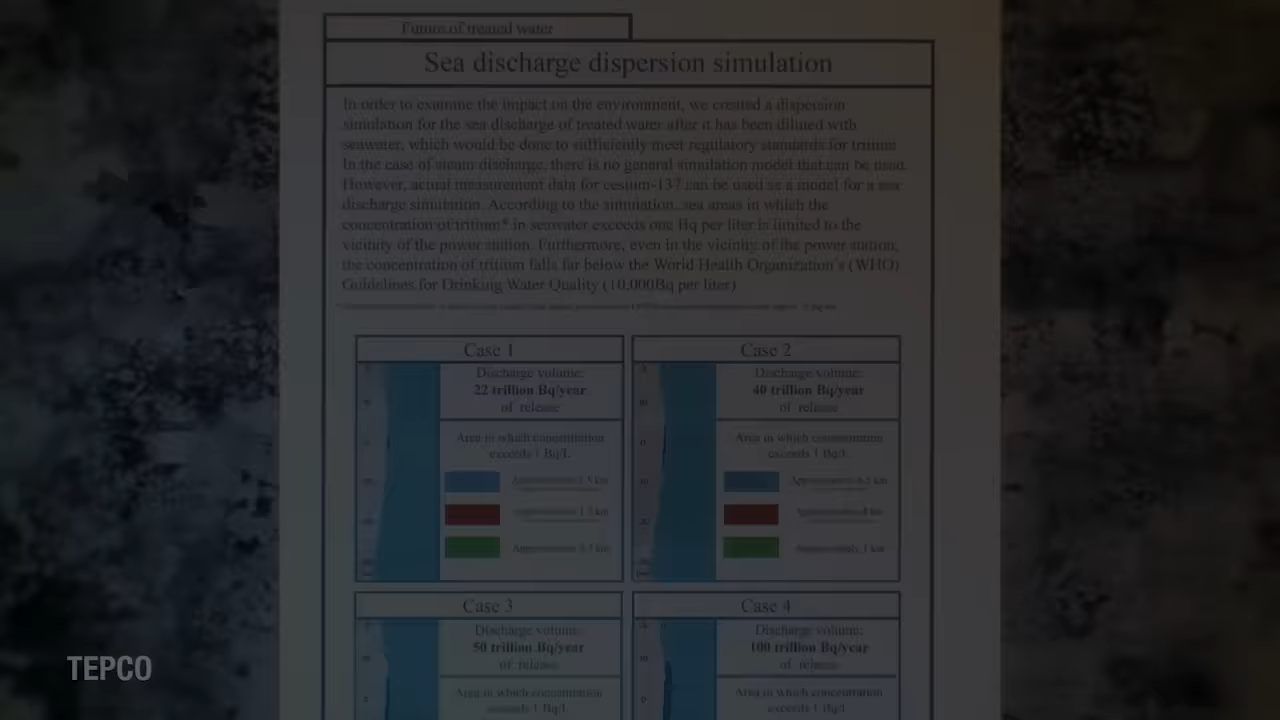 Future of treated water
Sea discharge dispersion simulation
In order to examine the impact on the environment, we created a dispersion
simulation for the sea discharge of treated water after it has been diluted with
seawater, which would be done to sufficiently meet regulatory standards for tritium
In the case of steam discharge, there is no general simulation model that can be used.
However, actual measurement data for cesium-137 can be used as a model for a sea
discharge simulation. According to the simulation, sea areas in which the
concentration of tritium* in seawater exceeds one Bq per liter is limited to the
vicinity of the power station. Furthermore, even in the vicinity of the power station,
the concentration of tritium falls far below the World Health Organization's (WHO)
Guidelines for Drinking Water Quality (10,000Bq per liter)
Case 1
Discharge volume:
22 trillion Bq/year
of release
Area in which concentration
exceeds 1 Bq/L
Case 2
Discharge volume:
40 trillion Bq/year
of release
Area in which concentration
exceeds 1 Bq/L
Case 3
Discharge volume:
50 trillion Bq/year
of release
Area in which concentration
exceeds 1 Bq/L
Case 4
Discharge volume:
100 trillion Bq/year
of release
Area in which concentration
exceeds 1 Bq/L
TEPCO